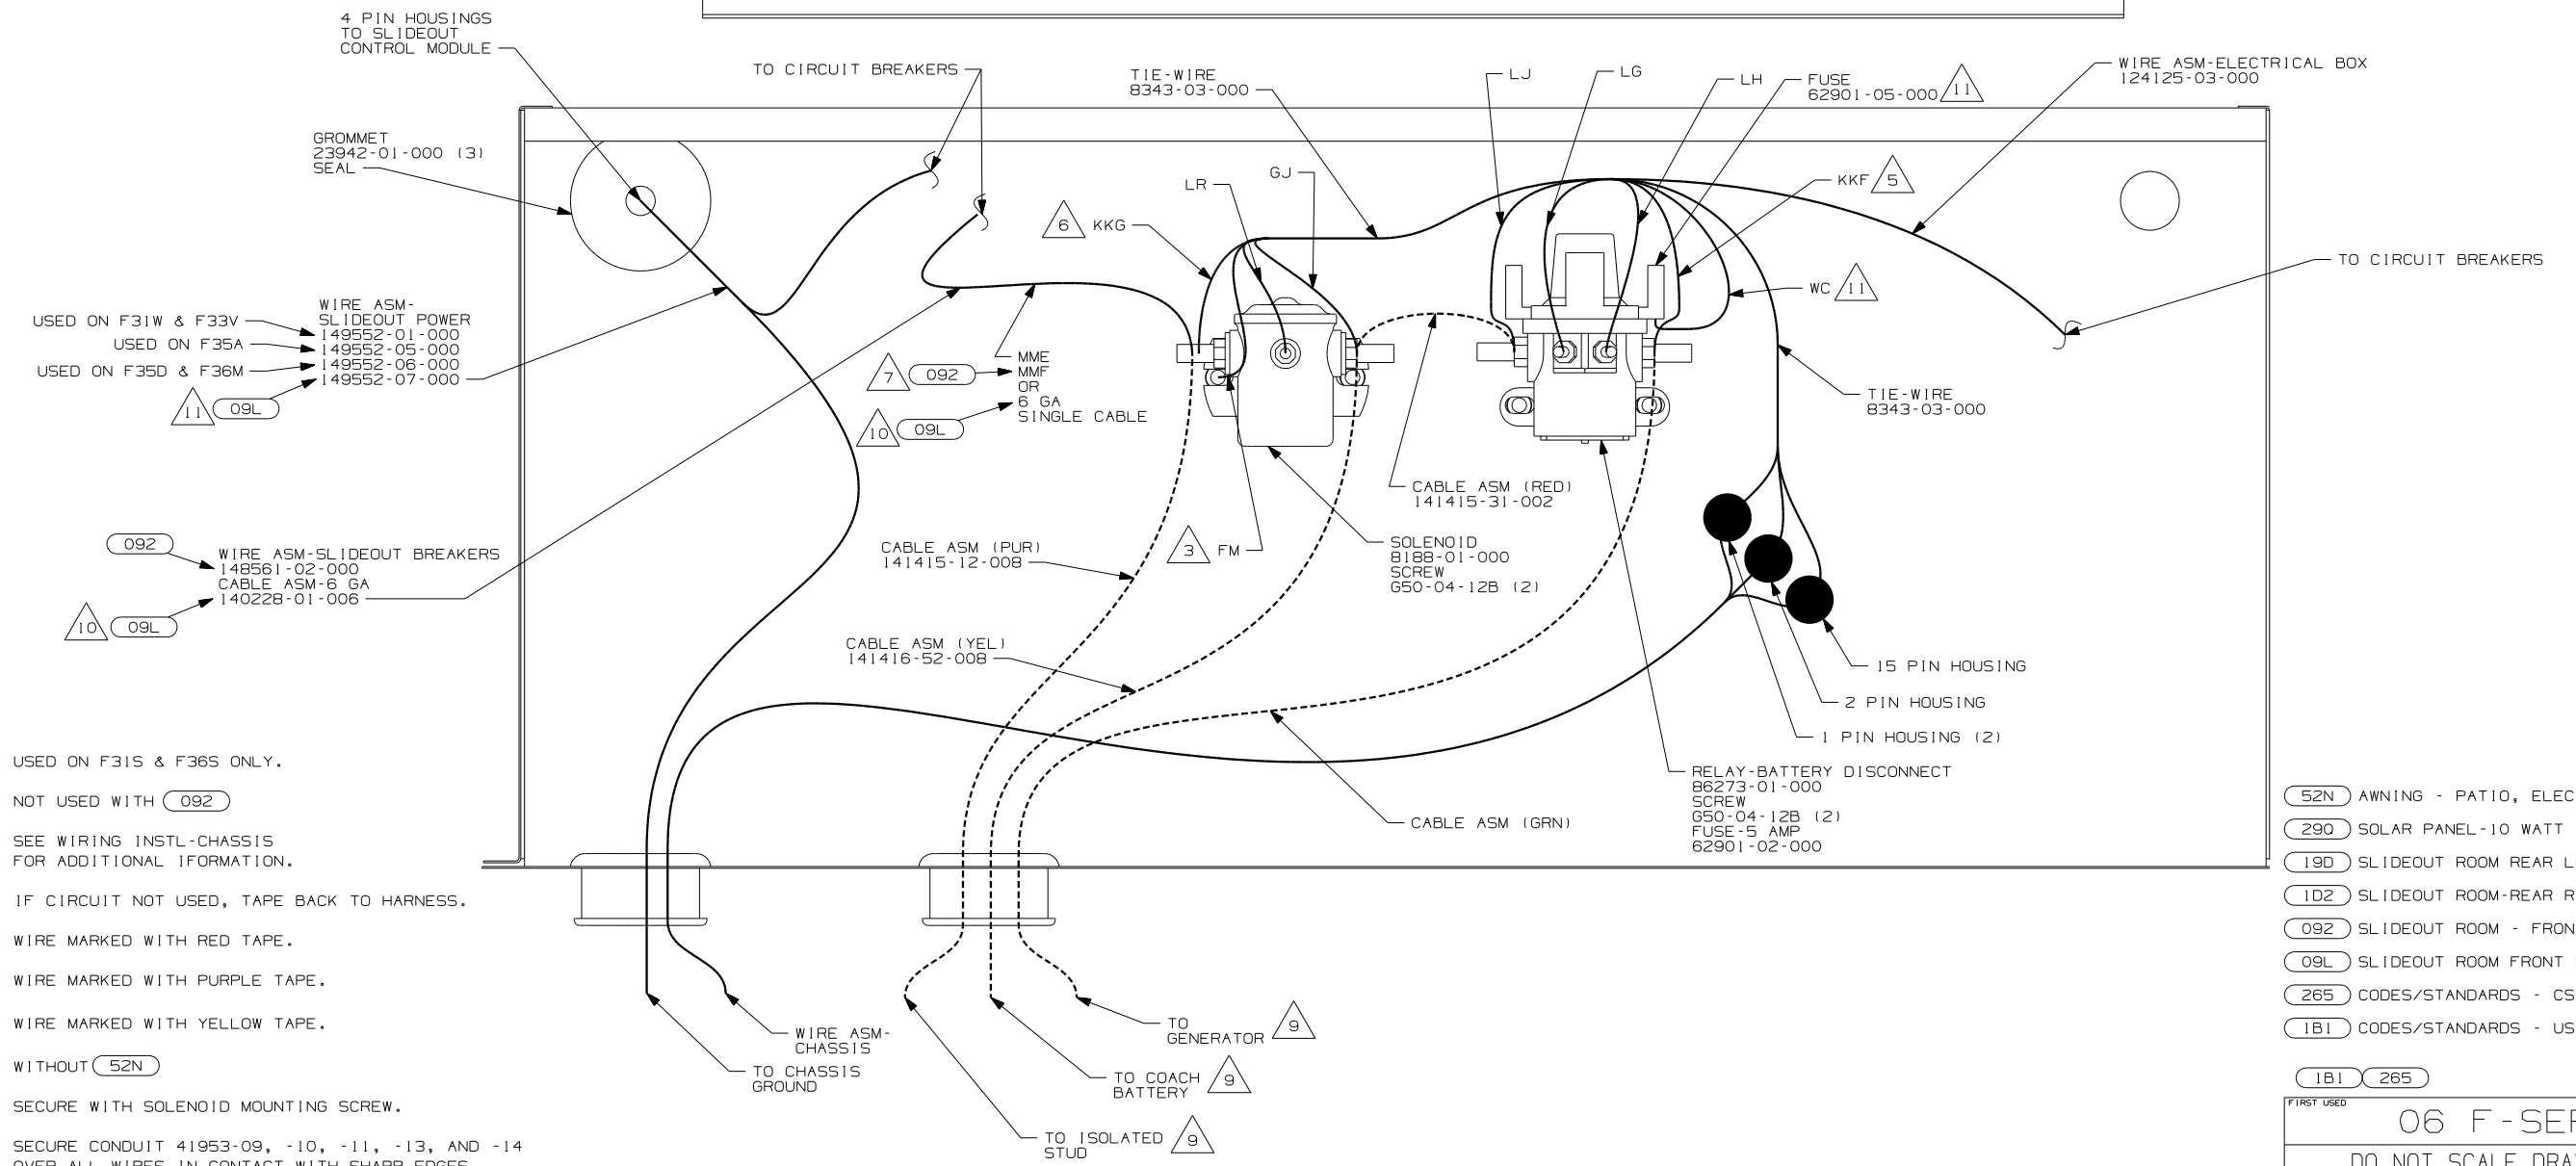 4 PIN HOUSINGS
TO SLIDEOUT
CONTROL MODULE
TO CIRCUIT BREAKERS
TIE-WIRE
8343-03-000
LJ
LG
LH
FUSE
62901-05-000 11
WIRE ASM-ELECTRICAL BOX
124125-03-000
GROMMET
23942-01-000 (3)
SEAL
LR
GJ
KKF 5
6 KKG
TO CIRCUIT BREAKERS
WC 11
WIRE ASM-
SLIDEOUT POWER
USED ON F31W & F33V
149552-01-000
USED ON F35A
149552-05-000
149552-06-000
USED ON F35D & F36M
149552-07-000
11 09L
MME
7 092 MMF
OR
6 GA
10 09L
SINGLE CABLE
TIE-WIRE
8343-03-000
CABLE ASM (RED)
141415-31-002
092
WIRE ASM-SLIDEOUT BREAKERS
148561-02-000
CABLE ASM-6 GA
140228-01-006
10 09L
CABLE ASM (PUR)
141415-12-008
3 FM
SOLENOID
8188-01-000
SCREW
G50-04-12B (2)
CABLE ASM (YEL)
141416-52-008
15 PIN HOUSING
2 PIN HOUSING
1 PIN HOUSING (2)
RELAY-BATTERY DISCONNECT
86273-01-000
SCREW
G50-04-12B (2)
FUSE-5 AMP
62901-02-000
CABLE ASM (GRN)
USED ON F31S & F36S ONLY.
NOT USED WITH 092
SEE WIRING INSTL-CHASSIS
FOR ADDITIONAL IFORMATION.
IF CIRCUIT NOT USED, TAPE BACK TO HARNESS.
WIRE MARKED WITH RED TAPE.
WIRE MARKED WITH PURPLE TAPE.
WIRE MARKED WITH YELLOW TAPE.
WITHOUT 52N
SECURE WITH SOLENOID MOUNTING SCREW.
SECURE CONDUIT 41953-09, -10, -11, -13, AND -14
OVER ALL WIRES IN CONTACT WITH SHARP EDGES
WIRE ASM-
CHASSIS
TO CHASSIS
GROUND
TO
GENERATOR 9
TO COACH
BATTERY 9
TO ISOLATED
STUD 9
52N AWNING - PATIO, ELEC
29Q SOLAR PANEL-10 WATT
19D SLIDEOUT ROOM REAR L
1D2 SLIDEOUT ROOM-REAR R
092 SLIDEOUT ROOM - FRON
09L SLIDEOUT ROOM FRONT
265 CODES/STANDARDS - CS
1B1 CODES/STANDARDS - US
1B1 265
FIRST USED
06 F-SER
DO NOT SCALE DRA